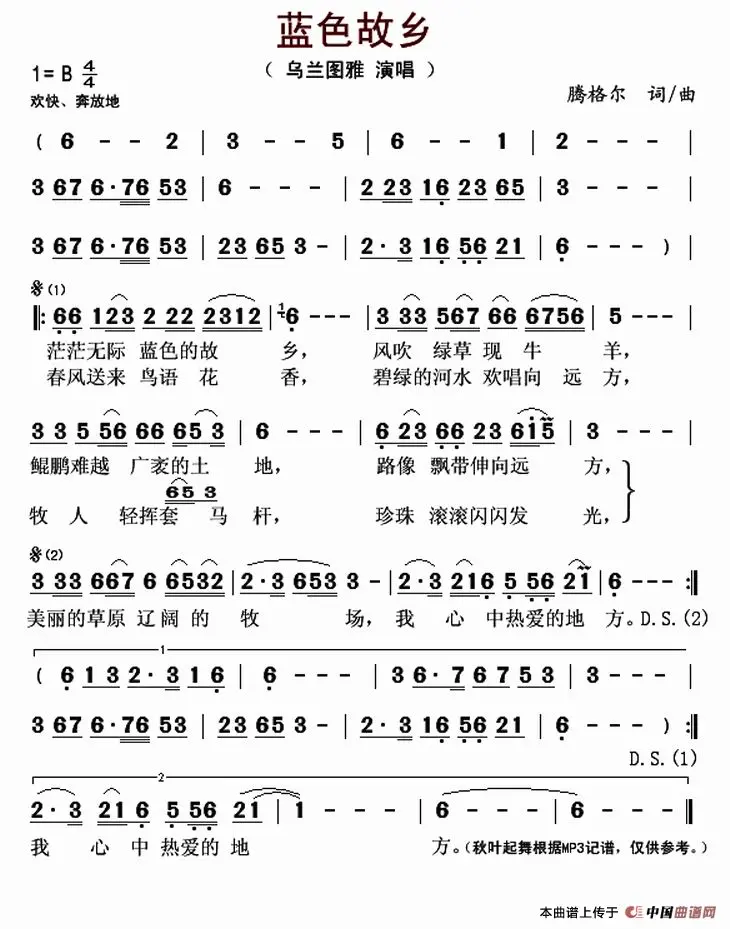 蓝色故乡
（ 乌兰图雅 演唱 ）
1= B 4/4
欢快、奔放地
腾格尔 词/曲
( 6 - - 2 | 3 - - 5 | 6 - - 1 | 2 - - - |
3 67 6·76 53 | 6 - - - | 2 23 16 23 65 | 3 - - - |
3 67 6·76 53 | 23 65 3 - | 2·3 16 56 21 | 6 - - - ) |
(1)
‖: 66 123 2 22 2312 | 1 6 - - - | 3 33 567 66 6756 | 5 - - - |
茫茫无际 蓝色的故 乡， 风吹 绿草 现 牛 羊，
春风送来 鸟语 花 香， 碧绿的河水 欢唱向 远 方，
3 3 5 56 66 65 3 | 6 - - - | 6 23 66 23 6i5 | 3 - - - |
鲲鹏难越 广袤的土 地， 路像 飘带伸向远 方，
65 3
牧 人 轻挥套 马 杆， 珍珠 滚滚闪闪发 光，
(2)
3 33 667 6 6532 | 2·3 653 3 - | 2·3 216 5 56 21 | 6 - - - :‖
美丽的草原 辽阔 的 牧 场， 我 心 中热爱的地 方。D.S.(2)
1
( 6 13 2·3 16 | 6 - - - | 3 6·7 67 53 | 3 - - - |
3 67 6·76 53 | 23 65 3 - | 2·3 16 56 21 | 6 - - - ) :‖
D.S.(1)
2
2·3 21 6 5 56 21 | 1 - - - | 6 - - - | 6 - - - ‖
我 心 中 热爱的 地 方。（秋叶起舞根据MP3记谱，仅供参考。）
本曲谱上传于 中国曲谱网